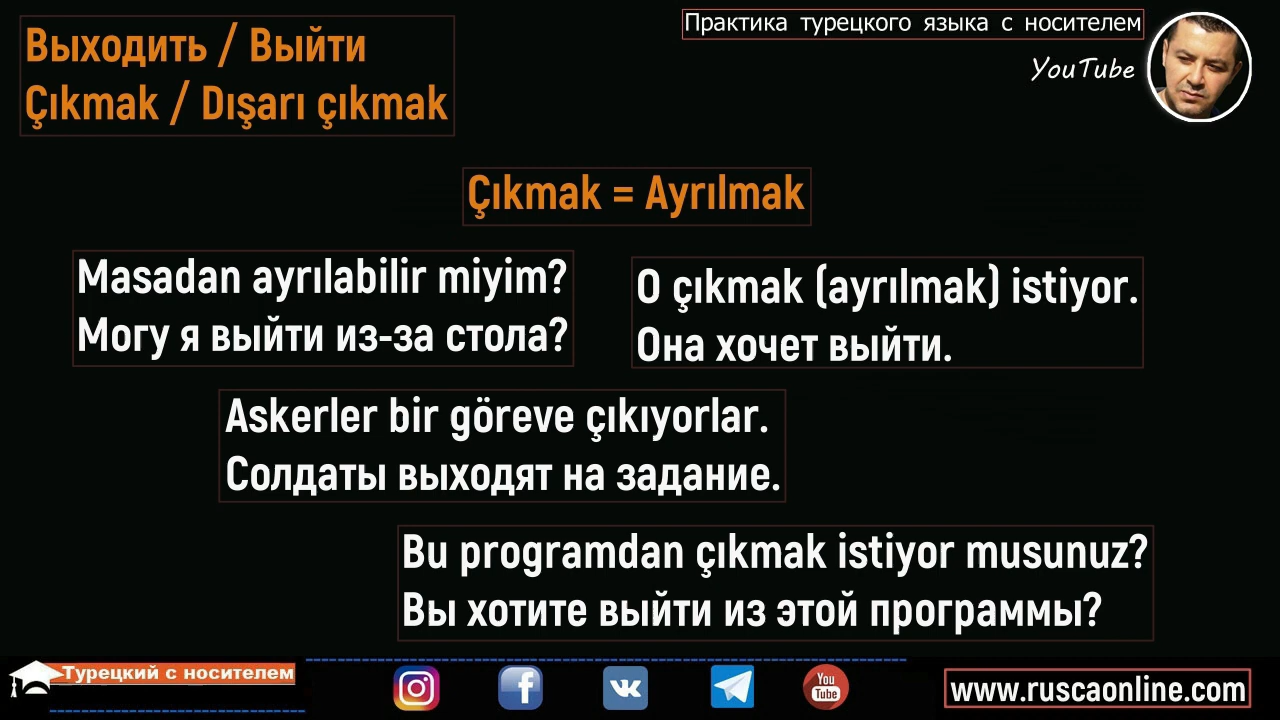 Выходить / Выйти
Çıkmak / Dışarı çıkmak
Практика турецкого языка с носителем
YouTube
Çıkmak = Ayrılmak
Masadan ayrılabilir miyim?
Могу я выйти из-за стола?
O çıkmak (ayrılmak) istiyor.
Она хочет выйти.
Askerler bir göreve çıkıyorlar.
Солдаты выходят на задание.
Bu programdan çıkmak istiyor musunuz?
Вы хотите выйти из этой программы?
Турецкий с носителем
You
Tube
www.ruscaonline.com